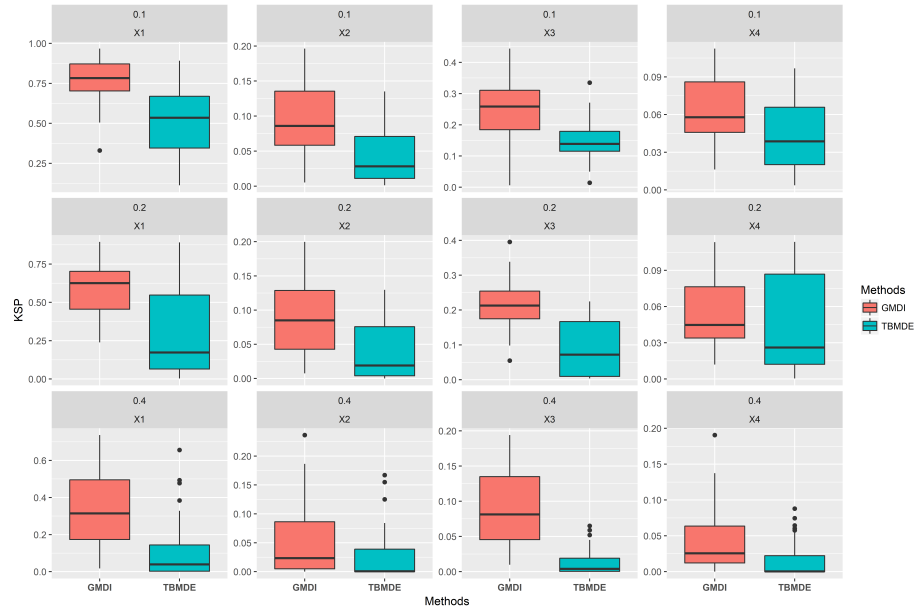 0.1 0.1 0.1 0.1
X1 X2 X3 X4
1.00 0.20 0.4 0.09
0.75 0.15 0.3 0.06
0.50 0.10 0.2 0.03
0.25 0.05 0.1 0.00
0.00 0.0
0.2 0.2 0.2 0.2
X1 X2 X3 X4
0.75 0.20 0.4 0.09
0.50 0.15 0.3 0.06
0.25 0.10 0.2 0.03
0.00 0.05 0.1 0.00
0.00 0.0
KSP
0.4 0.4 0.4 0.4
X1 X2 X3 X4
0.6 0.20 0.20 0.20
0.4 0.15 0.15 0.15
0.2 0.10 0.10 0.10
0.0 0.05 0.05 0.05
0.00 0.00 0.00
GMDI TBMDE GMDI TBMDE GMDI TBMDE GMDI TBMDE
Methods
Methods
GMDI
TBMDE